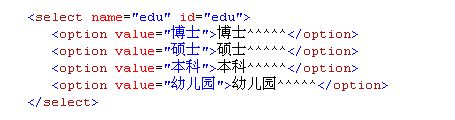 <select name="edu" id="edu">
<option value="博士">博士^^^^^</option>
<option value="硕士">硕士^^^^^</option>
<option value="本科">本科^^^^^</option>
<option value="幼儿园">幼儿园^^^^^</option>
</select>